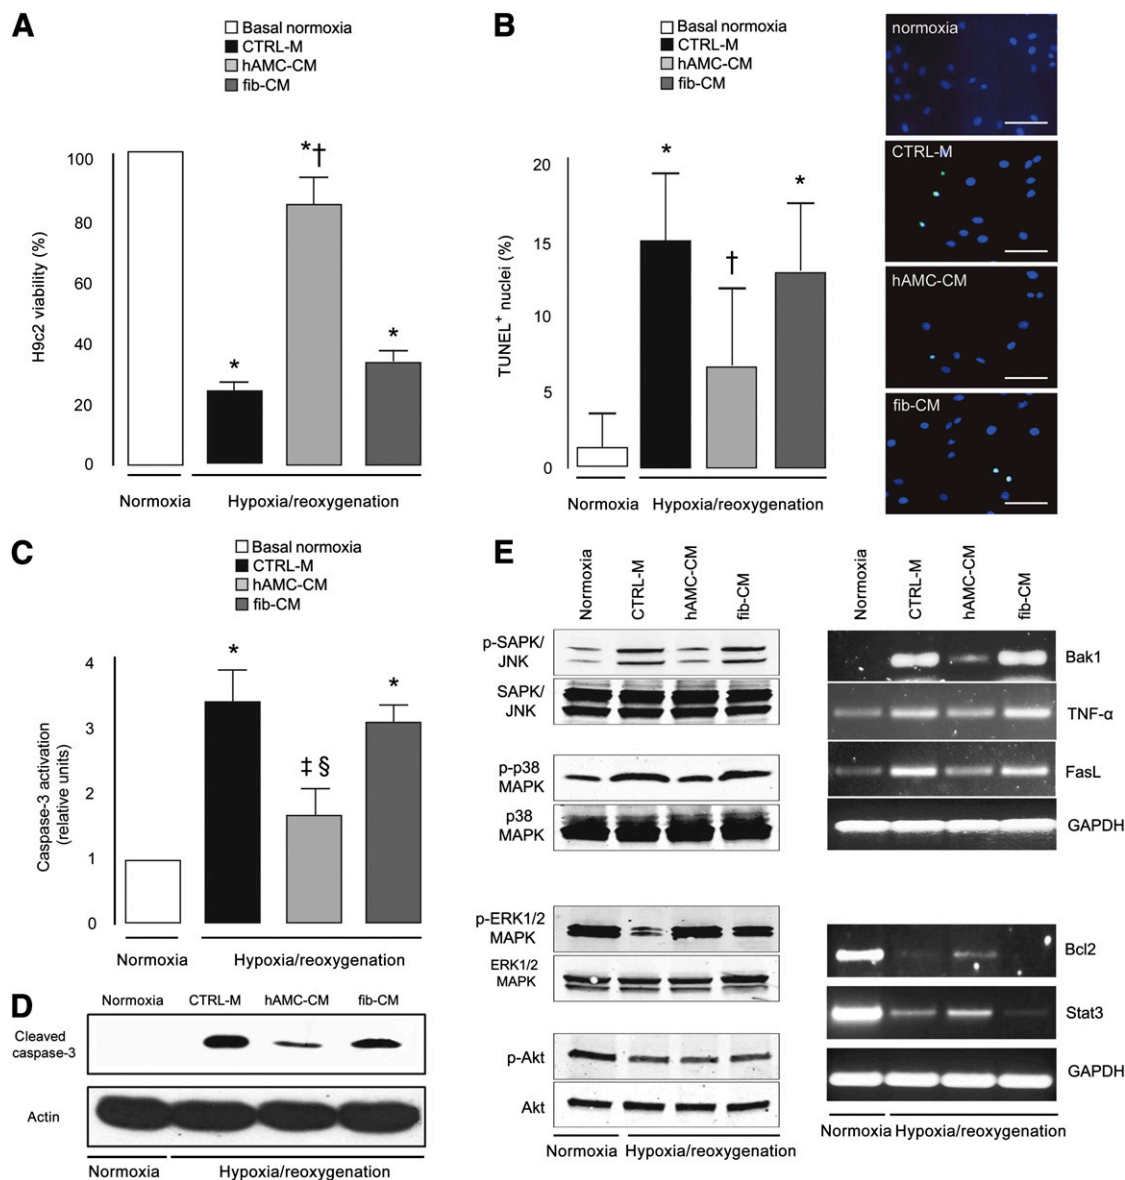 A
Basal normoxia
CTRL-M
hAMC-CM
fib-CM
H9c2 viability (%)
100
80
60
40
20
0
*
*†
*
Normoxia
Hypoxia/reoxygenation
B
Basal normoxia
CTRL-M
hAMC-CM
fib-CM
TUNEL+ nuclei (%)
20
15
10
5
0
*
†
*
Normoxia
Hypoxia/reoxygenation
normoxia
CTRL-M
hAMC-CM
fib-CM
C
Basal normoxia
CTRL-M
hAMC-CM
fib-CM
Caspase-3 activation
(relative units)
4
3
2
1
0
*
‡ §
*
Normoxia
Hypoxia/reoxygenation
D
Normoxia
CTRL-M
hAMC-CM
fib-CM
Cleaved
caspase-3
Actin
Normoxia
Hypoxia/reoxygenation
E
Normoxia
CTRL-M
hAMC-CM
fib-CM
p-SAPK/
JNK
SAPK/
JNK
p-p38
MAPK
p38
MAPK
p-ERK1/2
MAPK
ERK1/2
MAPK
p-Akt
Akt
Normoxia
Hypoxia/reoxygenation
Normoxia
CTRL-M
hAMC-CM
fib-CM
Bak1
TNF-α
FasL
GAPDH
Bcl2
Stat3
GAPDH
Normoxia
Hypoxia/reoxygenation